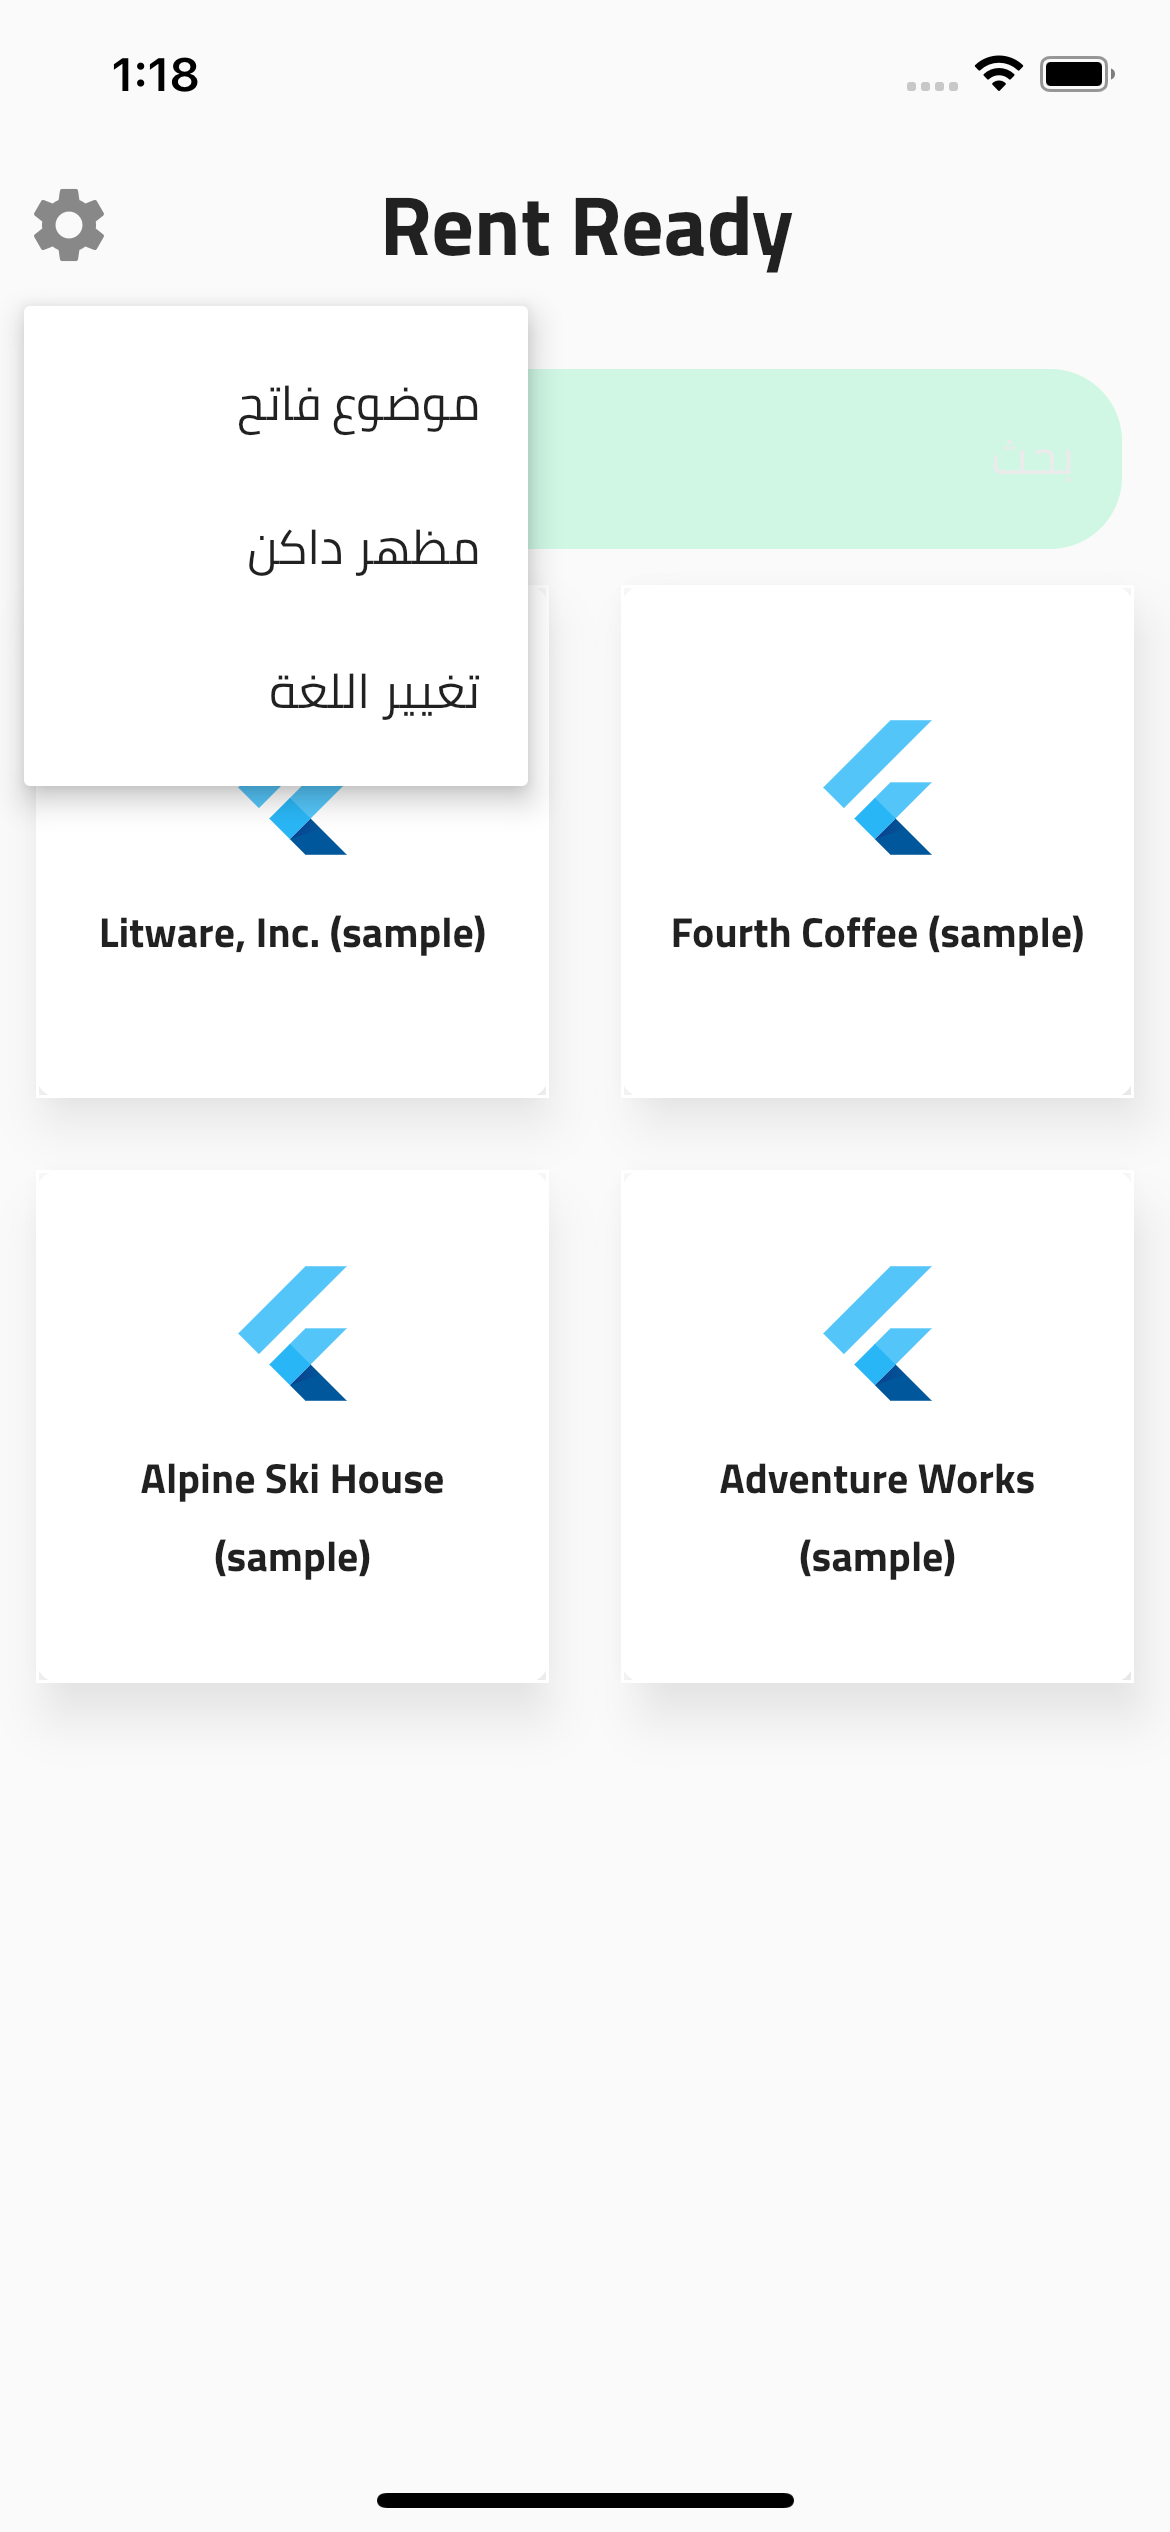 1:18
Rent Ready
موضوع فاتح
مظهر داكن
تغيير اللغة
بحث
Litware, Inc. (sample)
Fourth Coffee (sample)
Alpine Ski House
(sample)
Adventure Works
(sample)